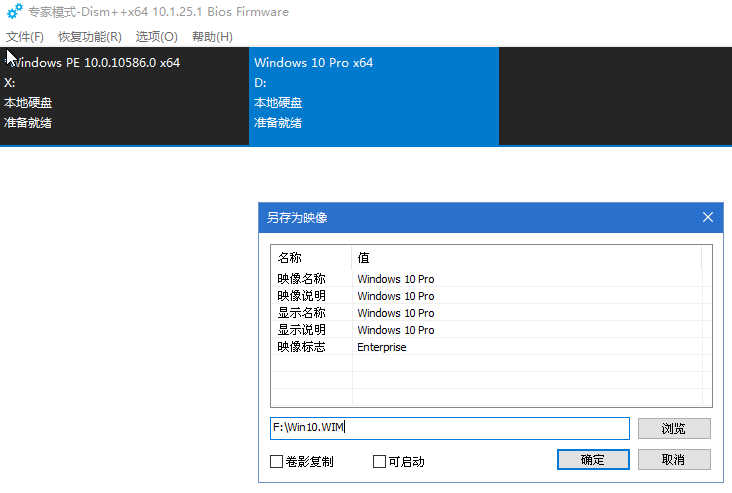 专家模式-Dism++x64 10.1.25.1 Bios Firmware
文件(F) 恢复功能(R) 选项(O) 帮助(H)
Windows PE 10.0.10586.0 x64
X:
本地硬盘
准备就绪
Windows 10 Pro x64
D:
本地硬盘
准备就绪
另存为映像
名称 值
映像名称 Windows 10 Pro
映像说明 Windows 10 Pro
显示名称 Windows 10 Pro
显示说明 Windows 10 Pro
映像标志 Enterprise
F:\Win10.WIM 浏览
卷影复制 可启动 确定 取消